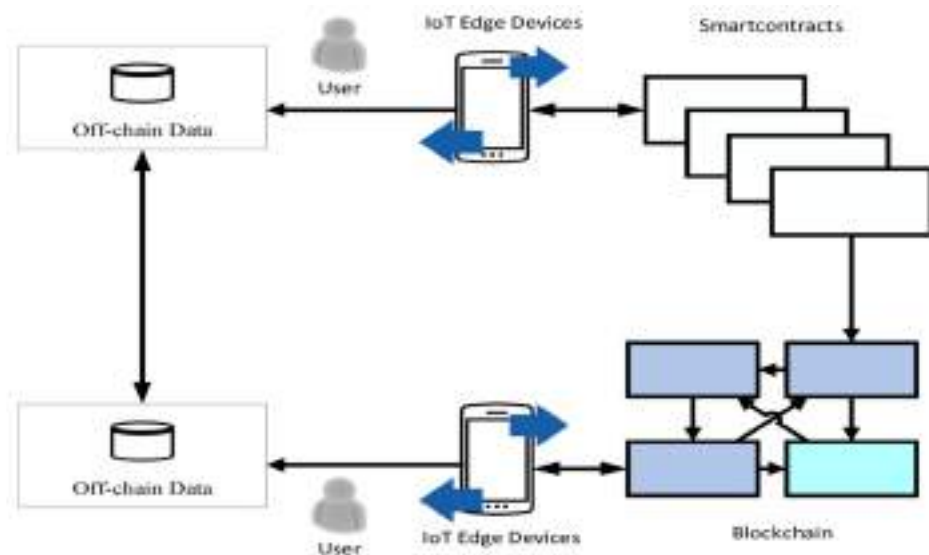 IoT Edge Devices
Smartcontracts
User
Off-chain Data
Off-chain Data
User
IoT Edge Devices
Blockchain